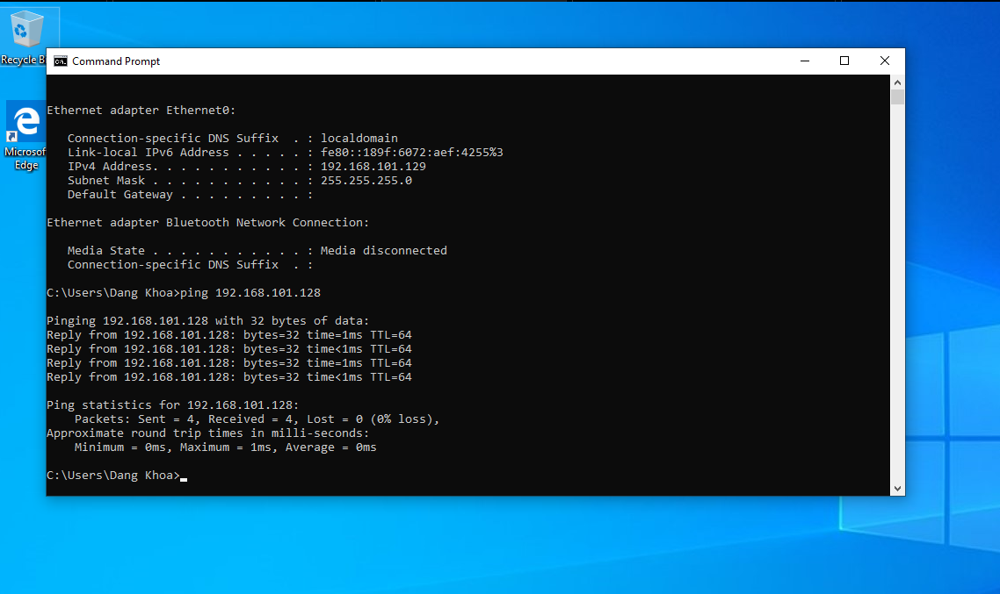 Recycle B
Microsof
Edge
Command Prompt
Ethernet adapter Ethernet0:
   Connection-specific DNS Suffix  . : localdomain
   Link-local IPv6 Address . . . . . : fe80::189f:6072:aef:4255%3
   IPv4 Address. . . . . . . . . . . : 192.168.101.129
   Subnet Mask . . . . . . . . . . . : 255.255.255.0
   Default Gateway . . . . . . . . . :
Ethernet adapter Bluetooth Network Connection:
   Media State . . . . . . . . . . . : Media disconnected
   Connection-specific DNS Suffix  . :
C:\Users\Dang Khoa>ping 192.168.101.128
Pinging 192.168.101.128 with 32 bytes of data:
Reply from 192.168.101.128: bytes=32 time=1ms TTL=64
Reply from 192.168.101.128: bytes=32 time<1ms TTL=64
Reply from 192.168.101.128: bytes=32 time=1ms TTL=64
Reply from 192.168.101.128: bytes=32 time<1ms TTL=64
Ping statistics for 192.168.101.128:
    Packets: Sent = 4, Received = 4, Lost = 0 (0% loss),
Approximate round trip times in milli-seconds:
    Minimum = 0ms, Maximum = 1ms, Average = 0ms
C:\Users\Dang Khoa>